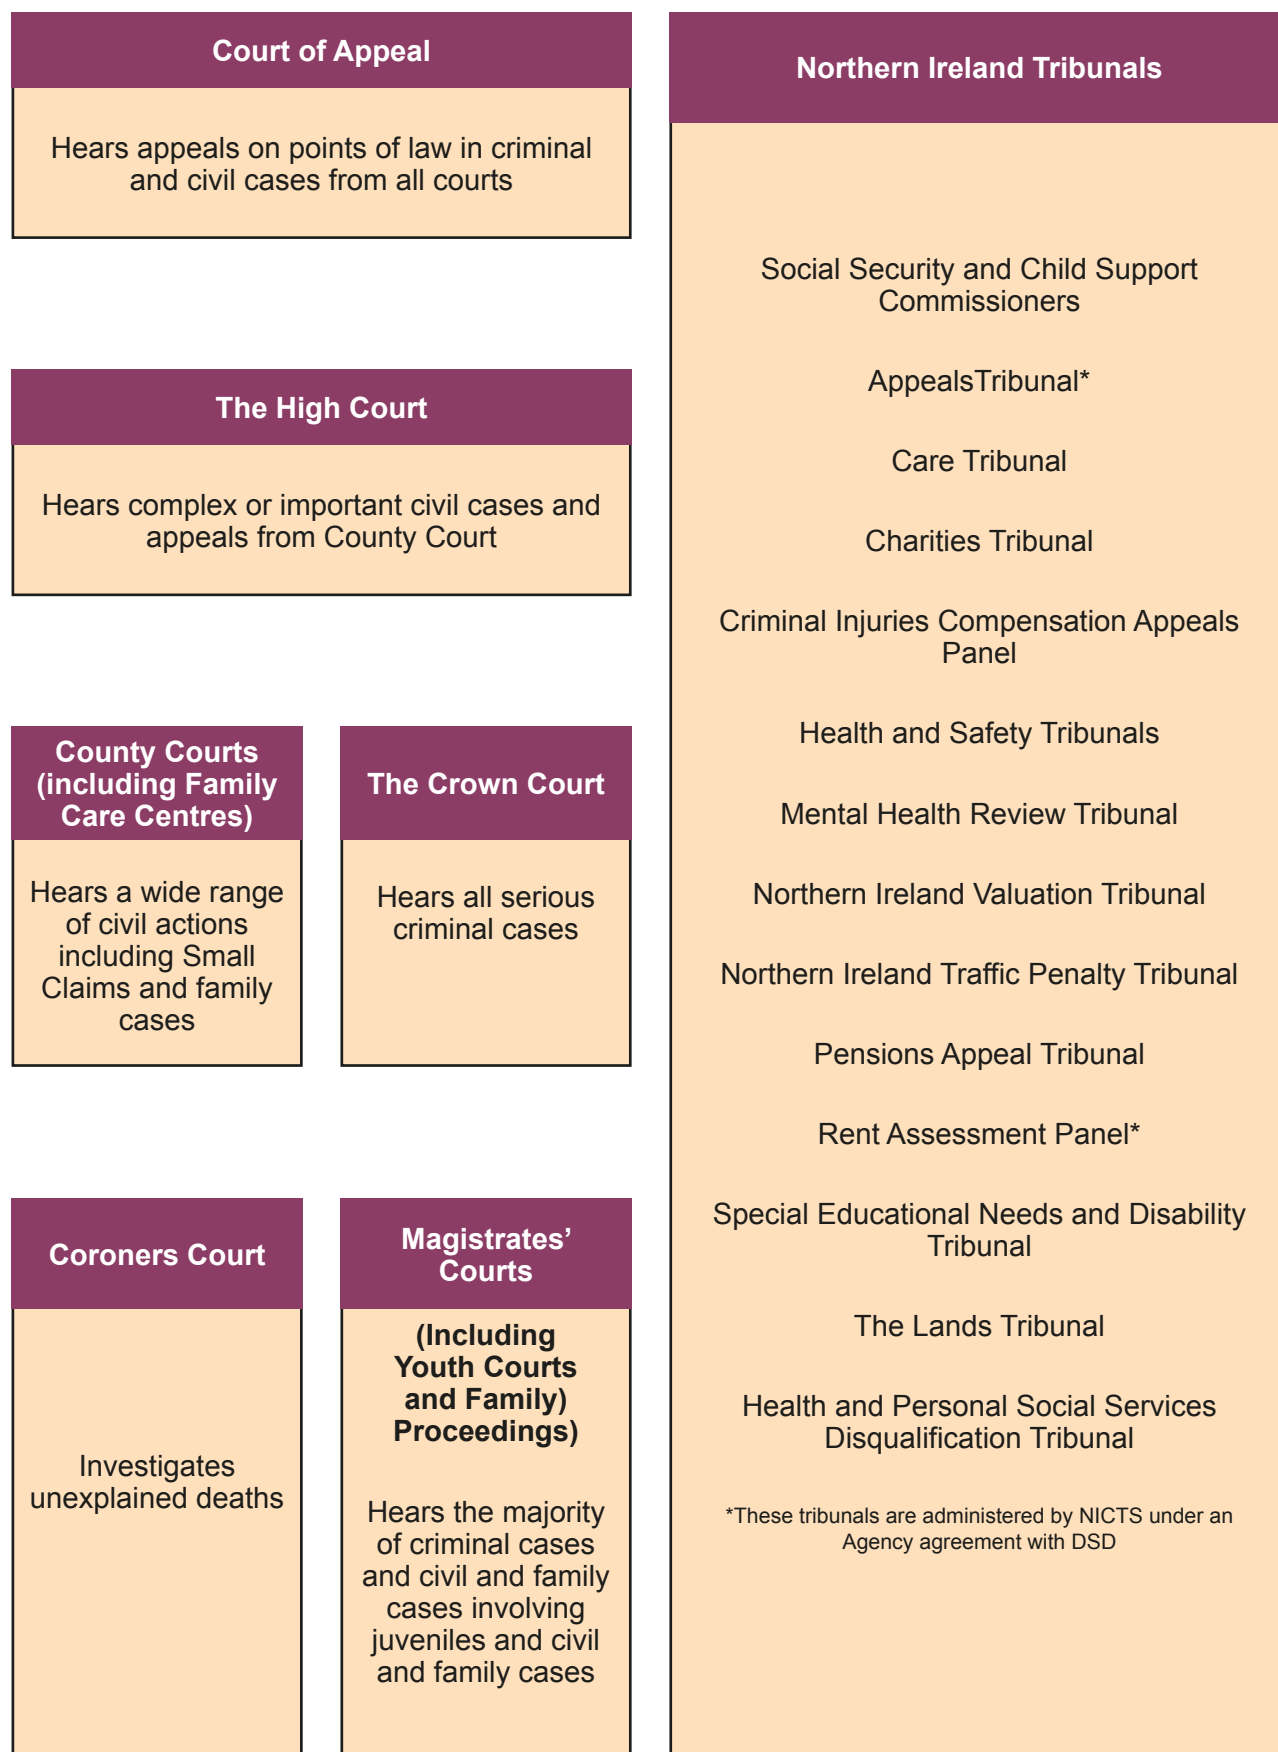 Court of Appeal
Hears appeals on points of law in criminal
and civil cases from all courts
The High Court
Hears complex or important civil cases and
appeals from County Court
County Courts
(including Family
Care Centres)
Hears a wide range
of civil actions
including Small
Claims and family
cases
The Crown Court
Hears all serious
criminal cases
Coroners Court
Investigates
unexplained deaths
Magistrates’
Courts
(Including
Youth Courts
and Family)
Proceedings)
Hears the majority
of criminal cases
and civil and family
cases involving
juveniles and civil
and family cases
Northern Ireland Tribunals
Social Security and Child Support
Commissioners
AppealsTribunal*
Care Tribunal
Charities Tribunal
Criminal Injuries Compensation Appeals
Panel
Health and Safety Tribunals
Mental Health Review Tribunal
Northern Ireland Valuation Tribunal
Northern Ireland Traffic Penalty Tribunal
Pensions Appeal Tribunal
Rent Assessment Panel*
Special Educational Needs and Disability
Tribunal
The Lands Tribunal
Health and Personal Social Services
Disqualification Tribunal
*These tribunals are administered by NICTS under an
Agency agreement with DSD